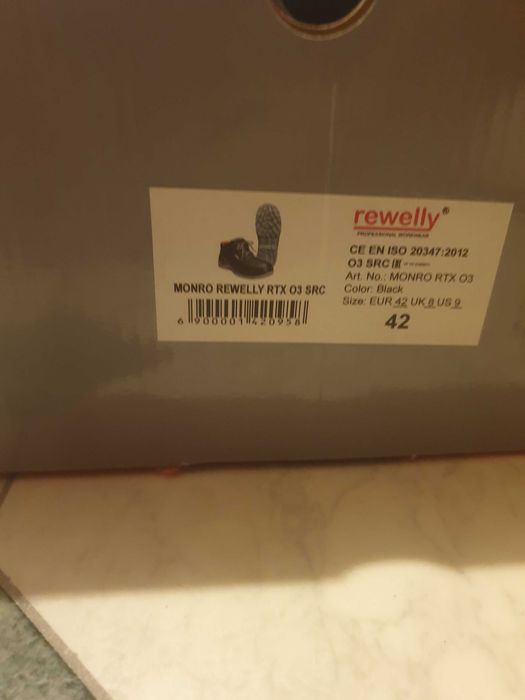 rewelly®
PROFESSIONAL WORKWEAR
CE EN ISO 20347:2012
O3 SRC
Art. No.: MONRO RTX O3
Color: Black
Size: EUR 42 UK 8 US 9
42
MONRO REWELLY RTX O3 SRC
6 900001 420958